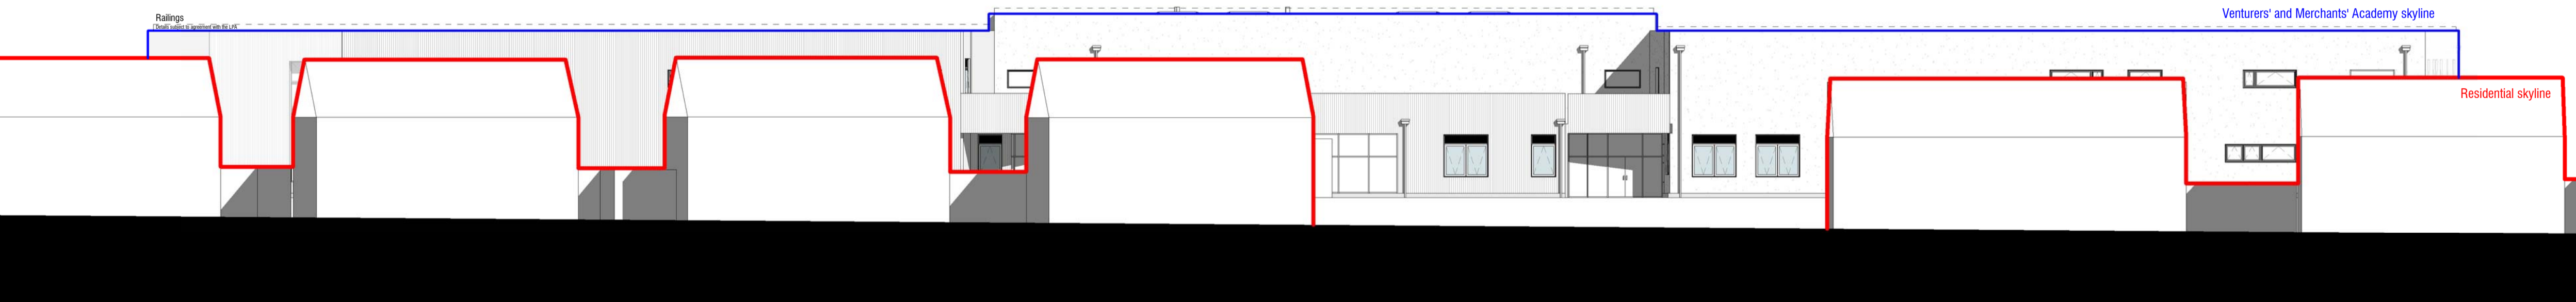 Railings
Details subject to agreement with the LPA
Venturers' and Merchants' Academy skyline
Residential skyline